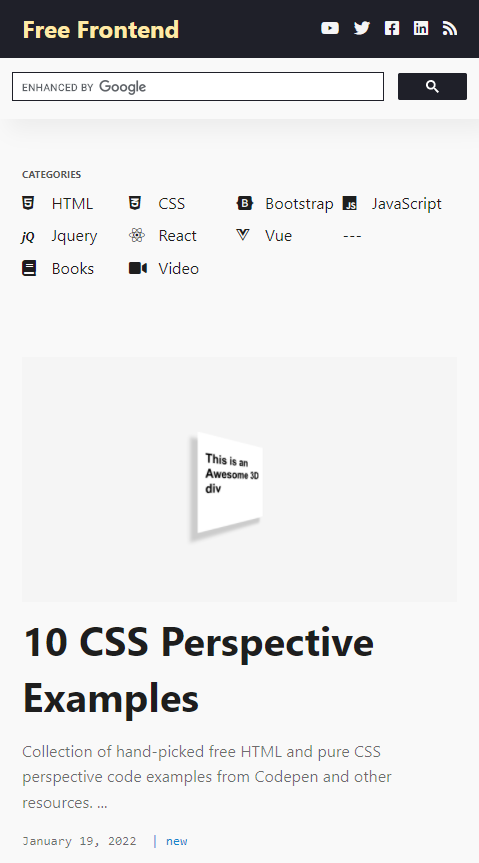 Free Frontend
ENHANCED BY Google
CATEGORIES
HTML CSS Bootstrap JavaScript
jQ Jquery React Vue ---
Books Video
This is an
Awesome 3D
div
10 CSS Perspective
Examples
Collection of hand-picked free HTML and pure CSS
perspective code examples from Codepen and other
resources. ...
January 19, 2022 | new